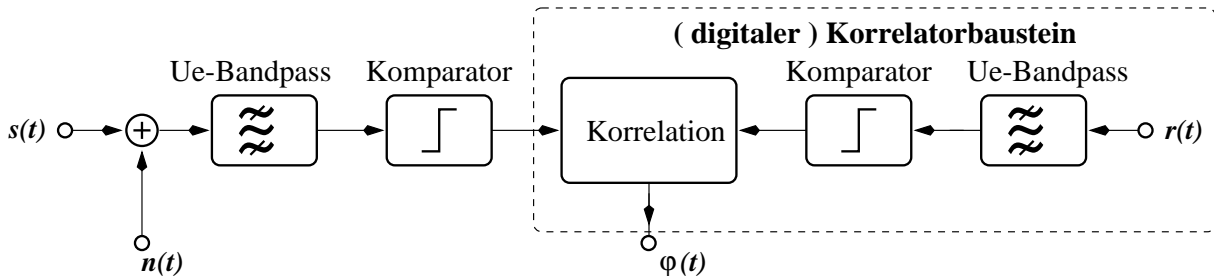 ( digitaler ) Korrelatorbaustein
Ue-Bandpass
Komparator
Komparator
Ue-Bandpass
s(t)
+
Korrelation
r(t)
n(t)
φ(t)